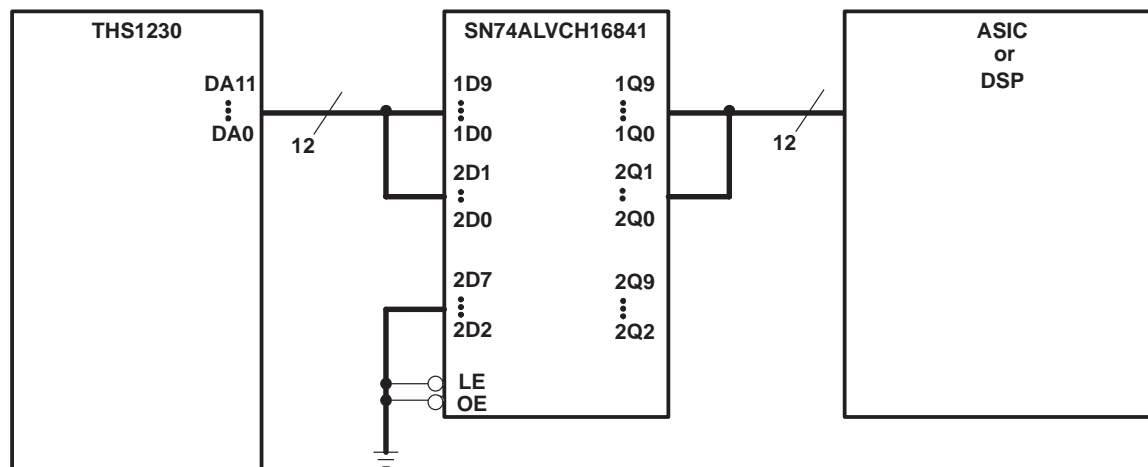 THS1230
DA11
DA0
12
SN74ALVCH16841
1D9
1D0
2D1
2D0
2D7
2D2
LE
OE
1Q9
1Q0
2Q1
2Q0
2Q9
2Q2
12
ASIC
or
DSP